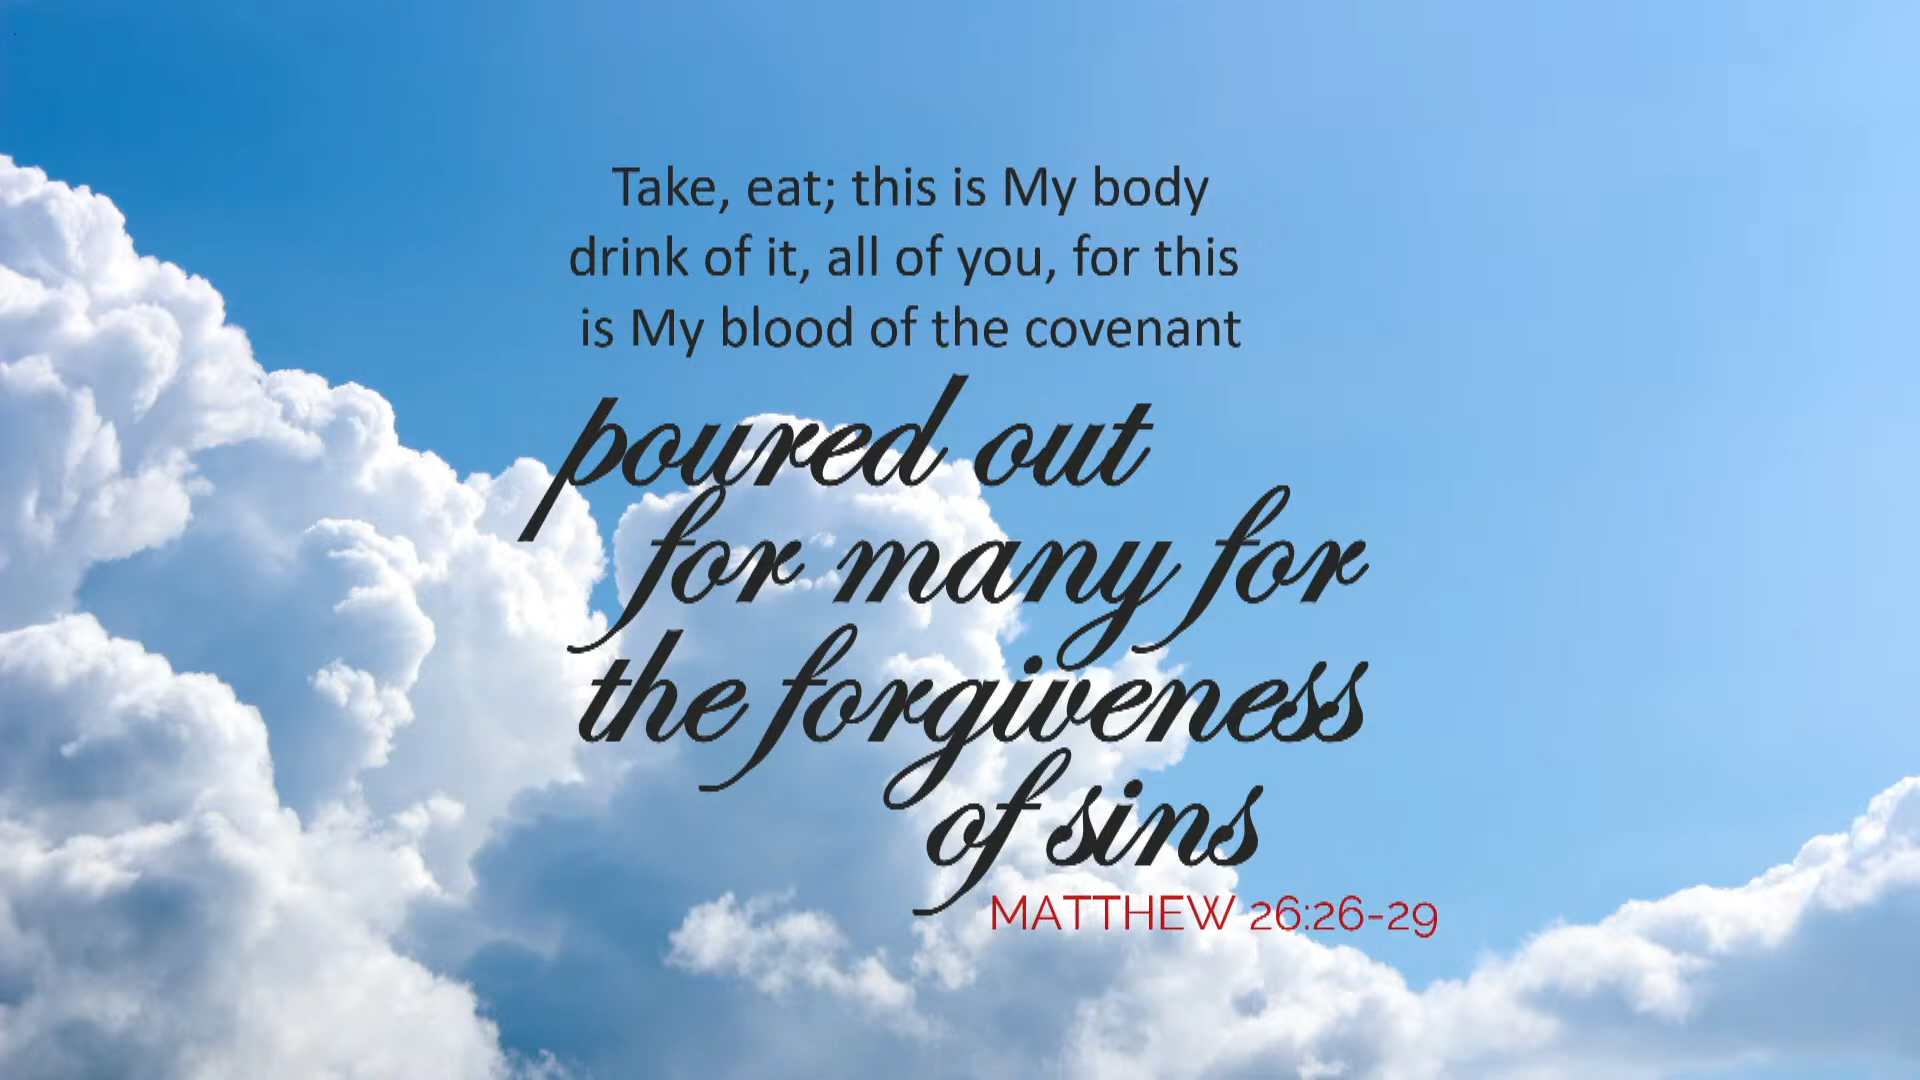 Take, eat; this is My body
drink of it, all of you, for this
is My blood of the covenant
poured out
for many for
the forgiveness
of sins
MATTHEW 26:26-29